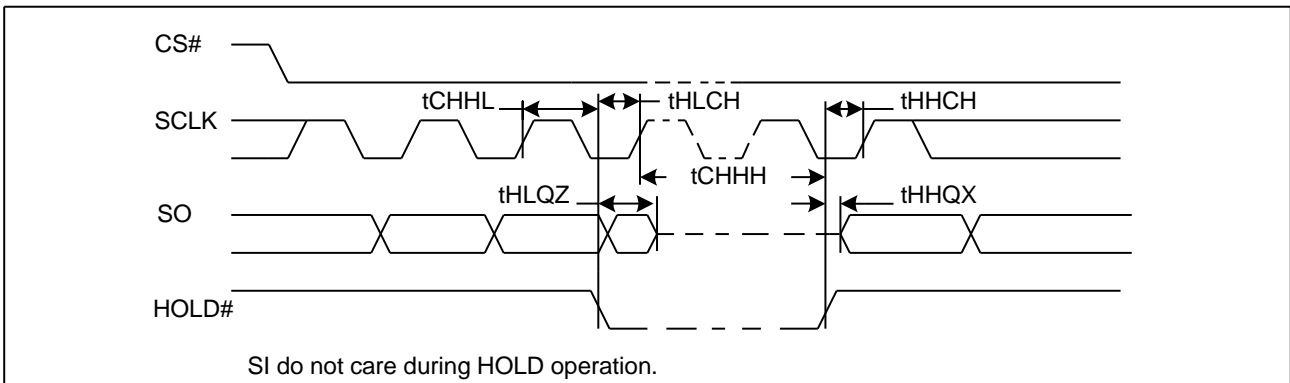 CS#
tCHHL
tHLCH
tHHCH
SCLK
tCHHH
tHLQZ
tHHQX
SO
HOLD#
SI do not care during HOLD operation.